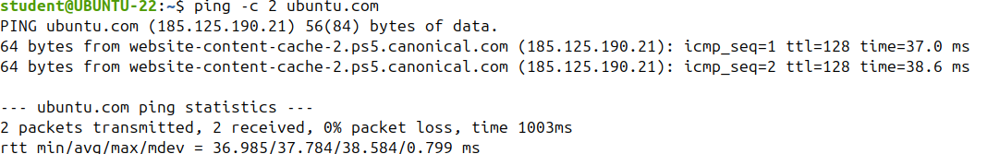 student@UBUNTU-22:~$ ping -c 2 ubuntu.com
PING ubuntu.com (185.125.190.21) 56(84) bytes of data.
64 bytes from website-content-cache-2.ps5.canonical.com (185.125.190.21): icmp_seq=1 ttl=128 time=37.0 ms
64 bytes from website-content-cache-2.ps5.canonical.com (185.125.190.21): icmp_seq=2 ttl=128 time=38.6 ms
--- ubuntu.com ping statistics ---
2 packets transmitted, 2 received, 0% packet loss, time 1003ms
rtt min/avg/max/mdev = 36.985/37.784/38.584/0.799 ms